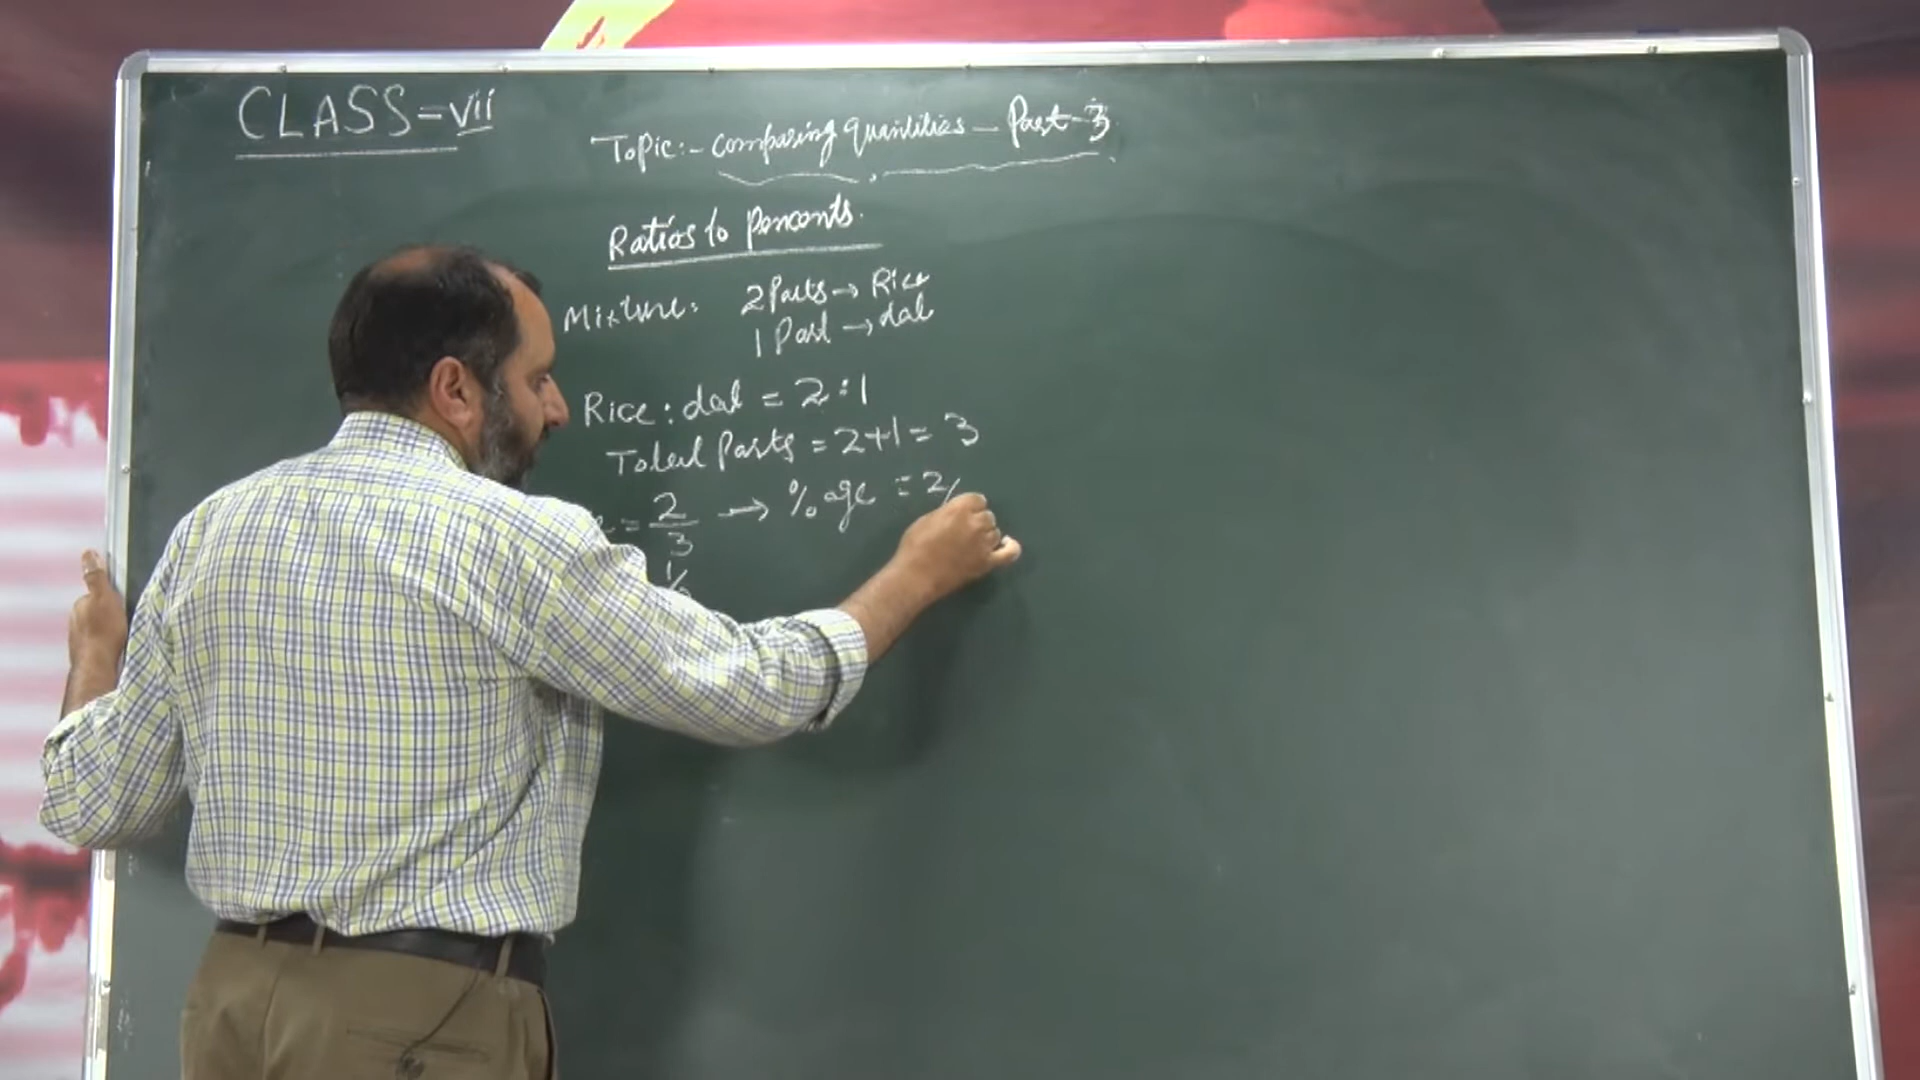 CLASS = vii
Topic:- Comparing Quantities - Part-3
Ratios to Percents.
Mixture: 2 Parts → Rice
1 Part → dal
Rice : dal = 2 : 1
Total Parts = 2+1 = 3
= 2/3 → %age = 2/
1/